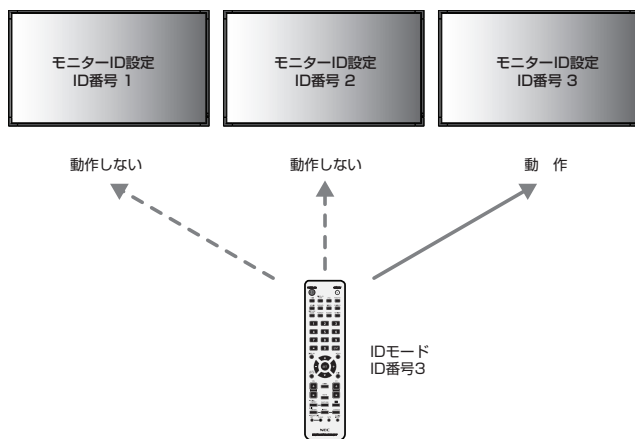 モニターID設定
ID番号 1
モニターID設定
ID番号 2
モニターID設定
ID番号 3
動作しない
動作しない
動　作
IDモード
ID番号3
NEC